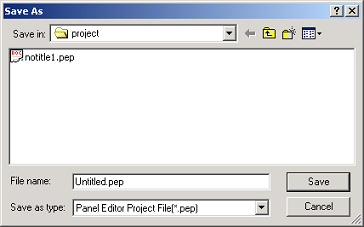 Save As
Save in: project
notitle1.pep
File name: Untitled.pep
Save
Save as type: Panel Editor Project File(*.pep)
Cancel